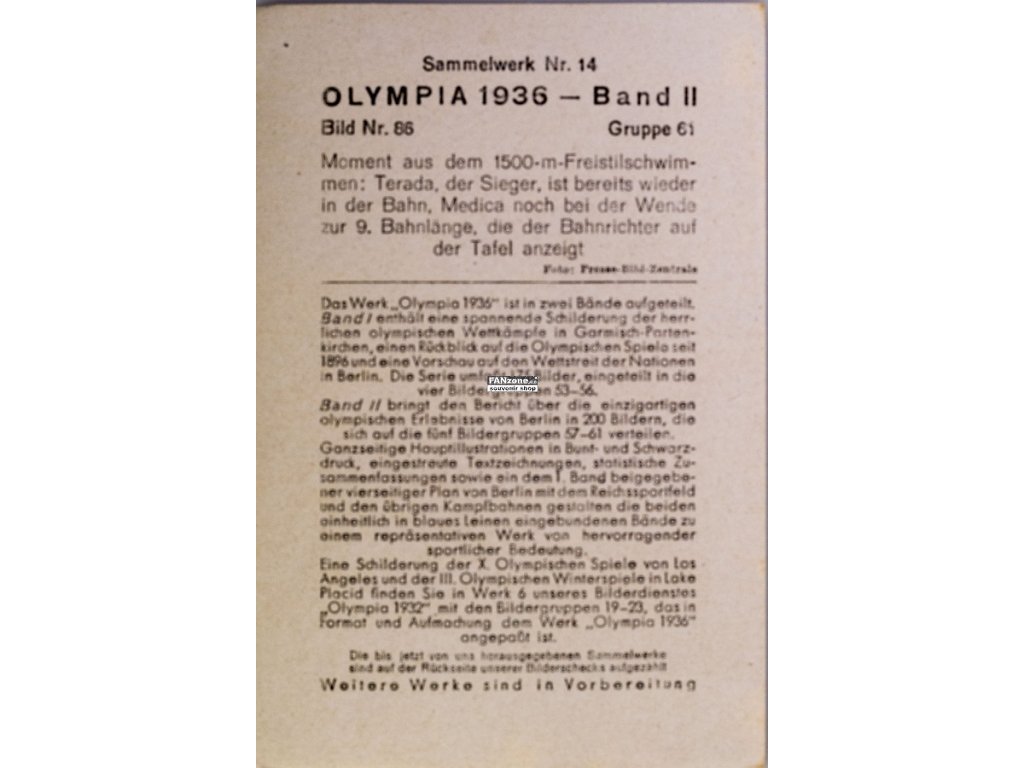 Sammelwerk Nr. 14
OLYMPIA 1936 — Band II
Bild Nr. 86 Gruppe 61
Moment aus dem 1500-m-Freistilschwim-
men: Terada, der Sieger, ist bereits wieder
in der Bahn, Medica noch bei der Wende
zur 9. Bahnlänge, die der Bahnrichter auf
der Tafel anzeigt
Foto: Presse-Bild-Zentrale
Das Werk „Olympia 1936“ ist in zwei Bände aufgeteilt.
Band I enthält eine spannende Schilderung der herr-
lichen olympischen Wettkämpfe in Garmisch-Parten-
kirchen, einen Rückblick auf die Olympischen Spiele seit
1896 und eine Vorschau auf den Wettstreit der Nationen
in Berlin. Die Serie umfaßt Bilder, eingeteilt in die
vier Bildergruppen 53–56.
FANzone.cz
souvenir shop
Band II bringt den Bericht über die einzigartigen
olympischen Erlebnisse von Berlin in 200 Bildern, die
sich auf die fünf Bildergruppen 57–61 verteilen.
Ganzseitige Hauptillustrationen in Bunt- und Schwarz-
druck, eingestreute Textzeichnungen, statistische Zu-
sammenfassungen sowie ein dem I. Band beigegebe-
ner vierseitiger Plan von Berlin mit dem Reichssportfeld
und den übrigen Kampfbahnen gestalten die beiden
einheitlich in blaues Leinen eingebundenen Bände zu
einem repräsentativen Werk von hervorragender
sportlicher Bedeutung.
Eine Schilderung der X. Olympischen Spiele von Los
Angeles und der III. Olympischen Winterspiele in Lake
Placid finden Sie in Werk 6 unseres Bilderdienstes
„Olympia 1932“ mit den Bildergruppen 19–23, das in
Format und Aufmachung dem Werk „Olympia 1936“
angepaßt ist.
Die bis jetzt von uns herausgegebenen Sammelwerke
sind auf der Rückseite unserer Bilderschecks aufgezählt
Weitere Werke sind in Vorbereitung